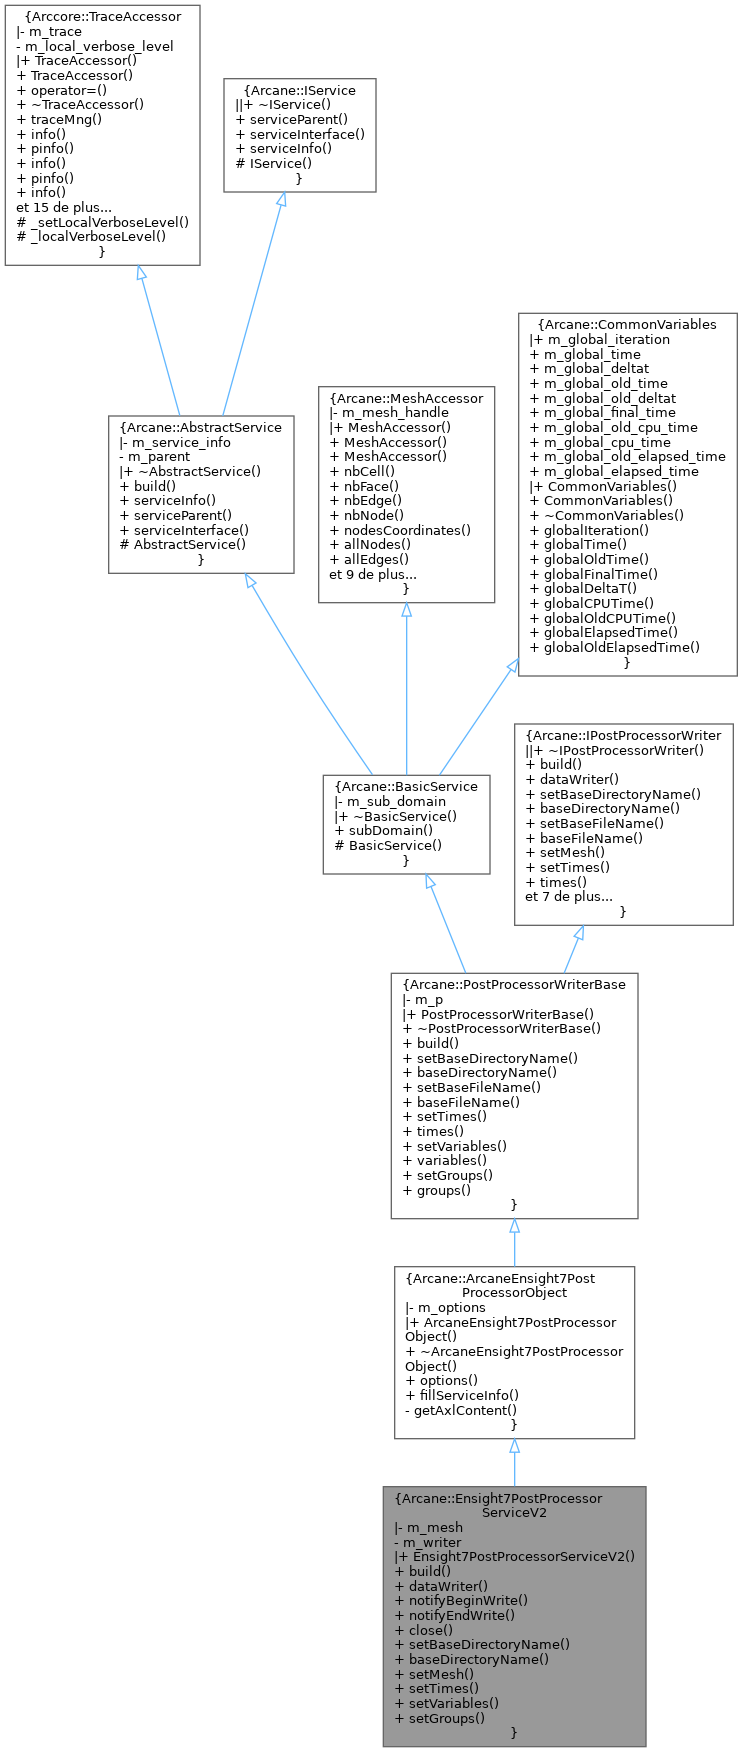 {Arccore::TraceAccessor
|- m_trace
- m_local_verbose_level
|+ TraceAccessor()
+ TraceAccessor()
+ operator=()
+ ~TraceAccessor()
+ traceMng()
+ info()
+ pinfo()
+ info()
+ pinfo()
+ info()
et 15 de plus...
# _setLocalVerboseLevel()
# _localVerboseLevel()
}
{Arcane::IService
||+ ~IService()
+ serviceParent()
+ serviceInterface()
+ serviceInfo()
# IService()
}
{Arcane::CommonVariables
|+ m_global_iteration
+ m_global_time
+ m_global_deltat
+ m_global_old_time
+ m_global_old_deltat
+ m_global_final_time
+ m_global_old_cpu_time
+ m_global_cpu_time
+ m_global_old_elapsed_time
+ m_global_elapsed_time
|+ CommonVariables()
+ CommonVariables()
+ ~CommonVariables()
+ globalIteration()
+ globalTime()
+ globalOldTime()
+ globalFinalTime()
+ globalDeltaT()
+ globalCPUTime()
+ globalOldCPUTime()
+ globalElapsedTime()
+ globalOldElapsedTime()
}
{Arcane::MeshAccessor
|- m_mesh_handle
|+ MeshAccessor()
+ MeshAccessor()
+ MeshAccessor()
+ nbCell()
+ nbFace()
+ nbEdge()
+ nbNode()
+ nodesCoordinates()
+ allNodes()
+ allEdges()
et 9 de plus...
}
{Arcane::AbstractService
|- m_service_info
- m_parent
|+ ~AbstractService()
+ build()
+ serviceInfo()
+ serviceParent()
+ serviceInterface()
# AbstractService()
}
{Arcane::IPostProcessorWriter
||+ ~IPostProcessorWriter()
+ build()
+ dataWriter()
+ setBaseDirectoryName()
+ baseDirectoryName()
+ setBaseFileName()
+ baseFileName()
+ setMesh()
+ setTimes()
+ times()
et 7 de plus...
}
{Arcane::BasicService
|- m_sub_domain
|+ ~BasicService()
+ subDomain()
# BasicService()
}
{Arcane::PostProcessorWriterBase
|- m_p
|+ PostProcessorWriterBase()
+ ~PostProcessorWriterBase()
+ build()
+ setBaseDirectoryName()
+ baseDirectoryName()
+ setBaseFileName()
+ baseFileName()
+ setTimes()
+ times()
+ setVariables()
+ variables()
+ setGroups()
+ groups()
}
{Arcane::ArcaneEnsight7Post
ProcessorObject
|- m_options
|+ ArcaneEnsight7PostProcessor
Object()
+ ~ArcaneEnsight7PostProcessor
Object()
+ options()
+ fillServiceInfo()
- getAxlContent()
}
{Arcane::Ensight7PostProcessor
ServiceV2
|- m_mesh
- m_writer
|+ Ensight7PostProcessorServiceV2()
+ build()
+ dataWriter()
+ notifyBeginWrite()
+ notifyEndWrite()
+ close()
+ setBaseDirectoryName()
+ baseDirectoryName()
+ setMesh()
+ setTimes()
+ setVariables()
+ setGroups()
}